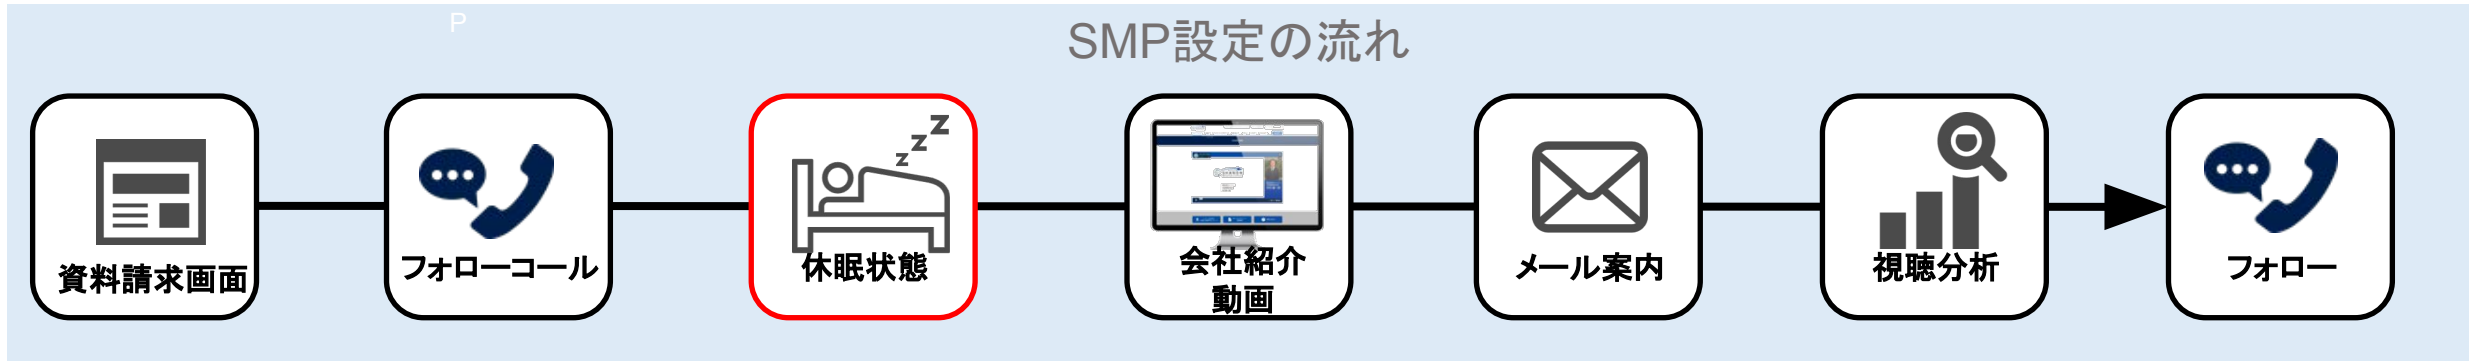 P
SMP設定の流れ
資料請求画面
フォローコール
z
z
z
休眠状態
会社紹介
動画
メール案内
視聴分析
フォロー